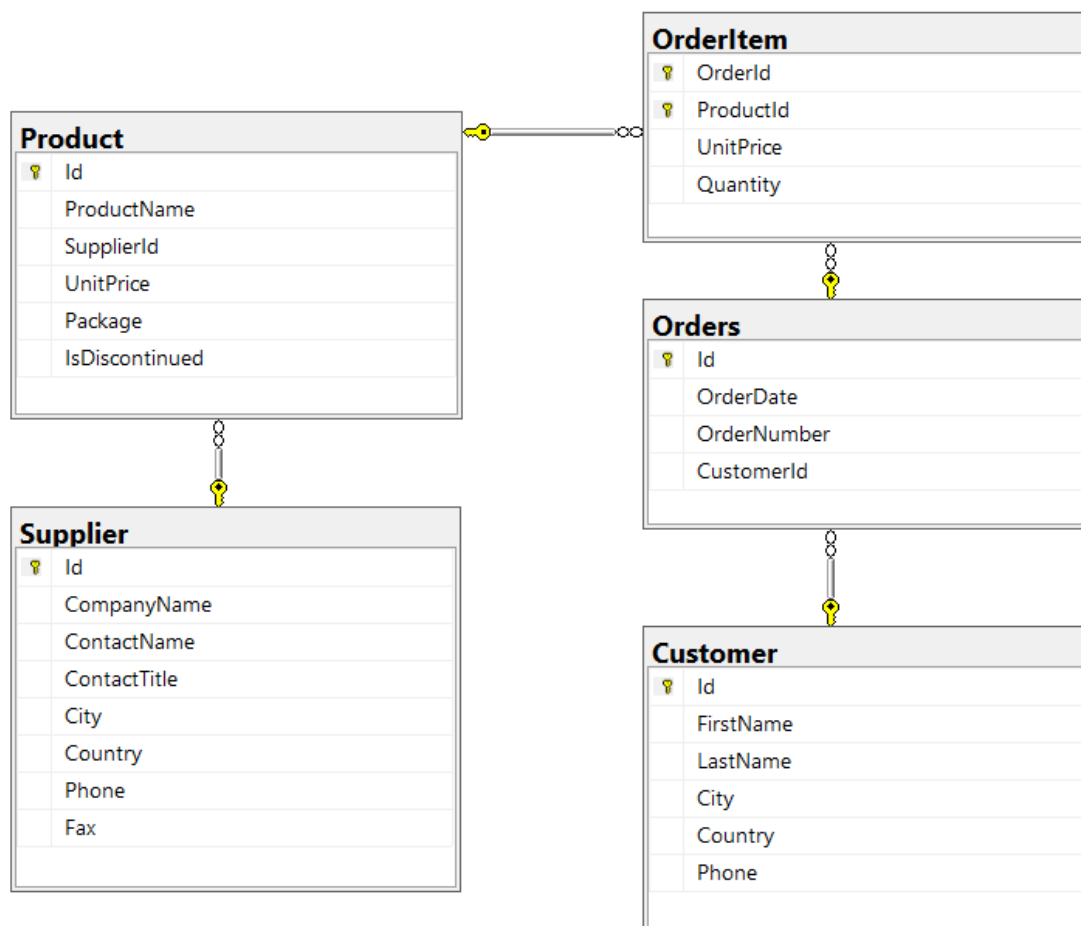 Product
Id
ProductName
SupplierId
UnitPrice
Package
IsDiscontinued
Supplier
Id
CompanyName
ContactName
ContactTitle
City
Country
Phone
Fax
OrderItem
OrderId
ProductId
UnitPrice
Quantity
Orders
Id
OrderDate
OrderNumber
CustomerId
Customer
Id
FirstName
LastName
City
Country
Phone